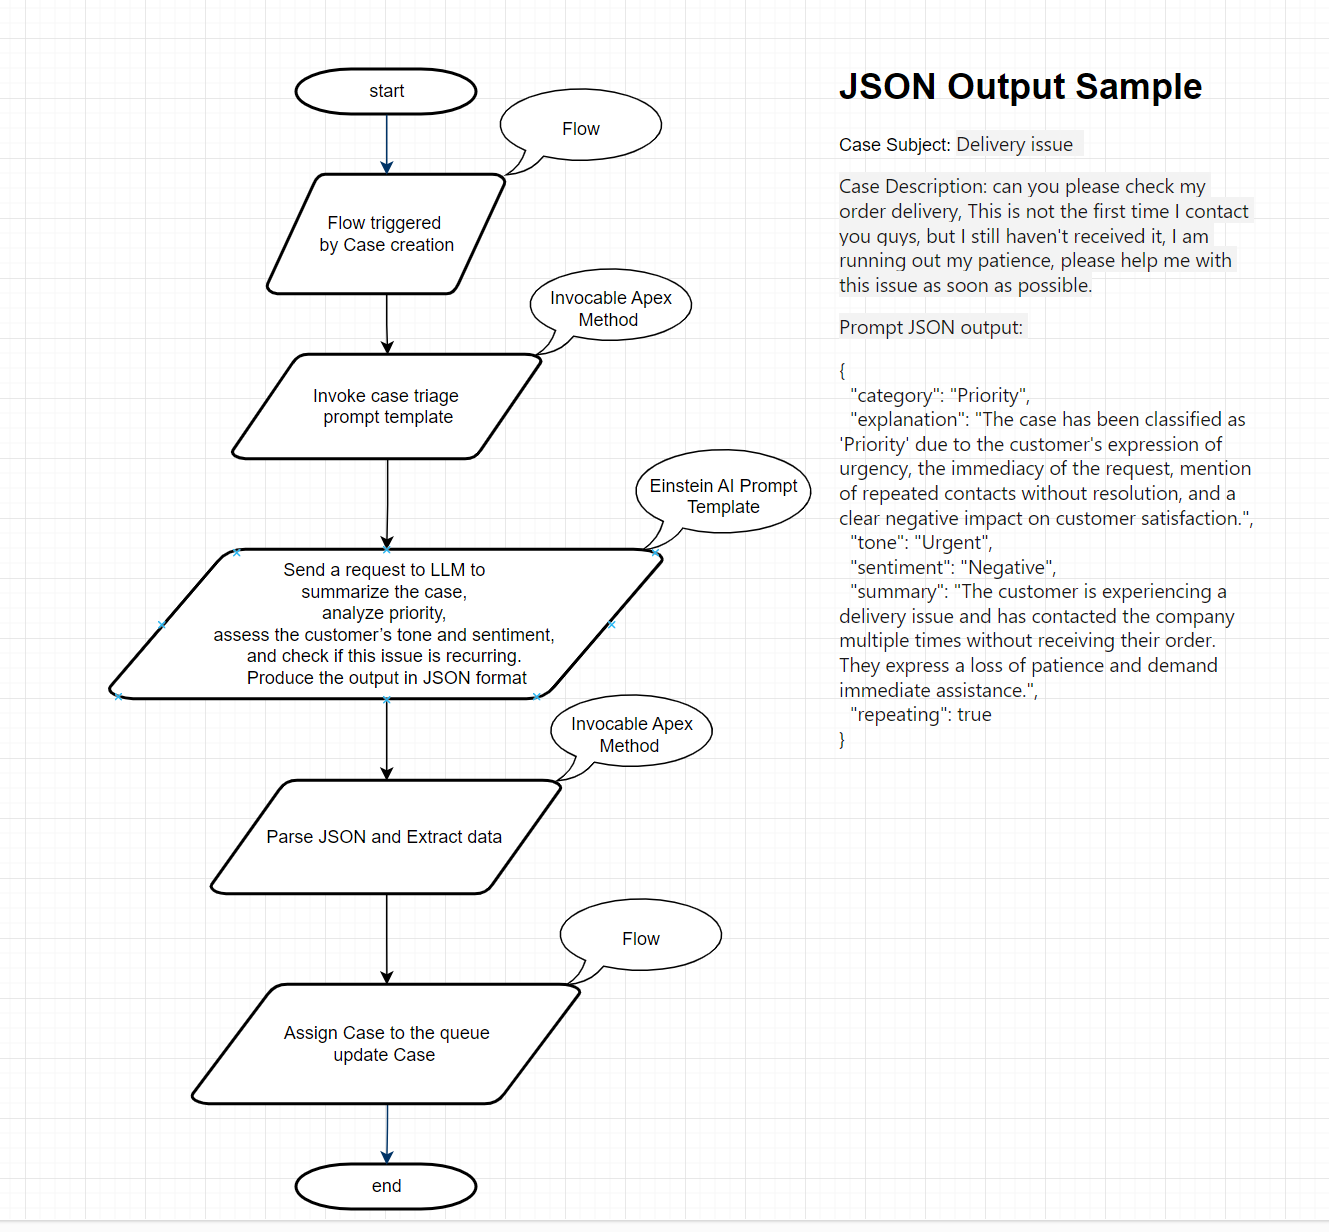 start
Flow
Flow triggered
by Case creation
Invocable Apex
Method
Invoke case triage
prompt template
Einstein AI Prompt
Template
Send a request to LLM to
summarize the case,
analyze priority,
assess the customer’s tone and sentiment,
and check if this issue is recurring.
Produce the output in JSON format
Invocable Apex
Method
Parse JSON and Extract data
Flow
Assign Case to the queue
update Case
end
JSON Output Sample
Case Subject: Delivery issue
Case Description: can you please check my
order delivery, This is not the first time I contact
you guys, but I still haven't received it, I am
running out my patience, please help me with
this issue as soon as possible.
Prompt JSON output:
{
"category": "Priority",
"explanation": "The case has been classified as
'Priority' due to the customer's expression of
urgency, the immediacy of the request, mention
of repeated contacts without resolution, and a
clear negative impact on customer satisfaction.",
"tone": "Urgent",
"sentiment": "Negative",
"summary": "The customer is experiencing a
delivery issue and has contacted the company
multiple times without receiving their order.
They express a loss of patience and demand
immediate assistance.",
"repeating": true
}